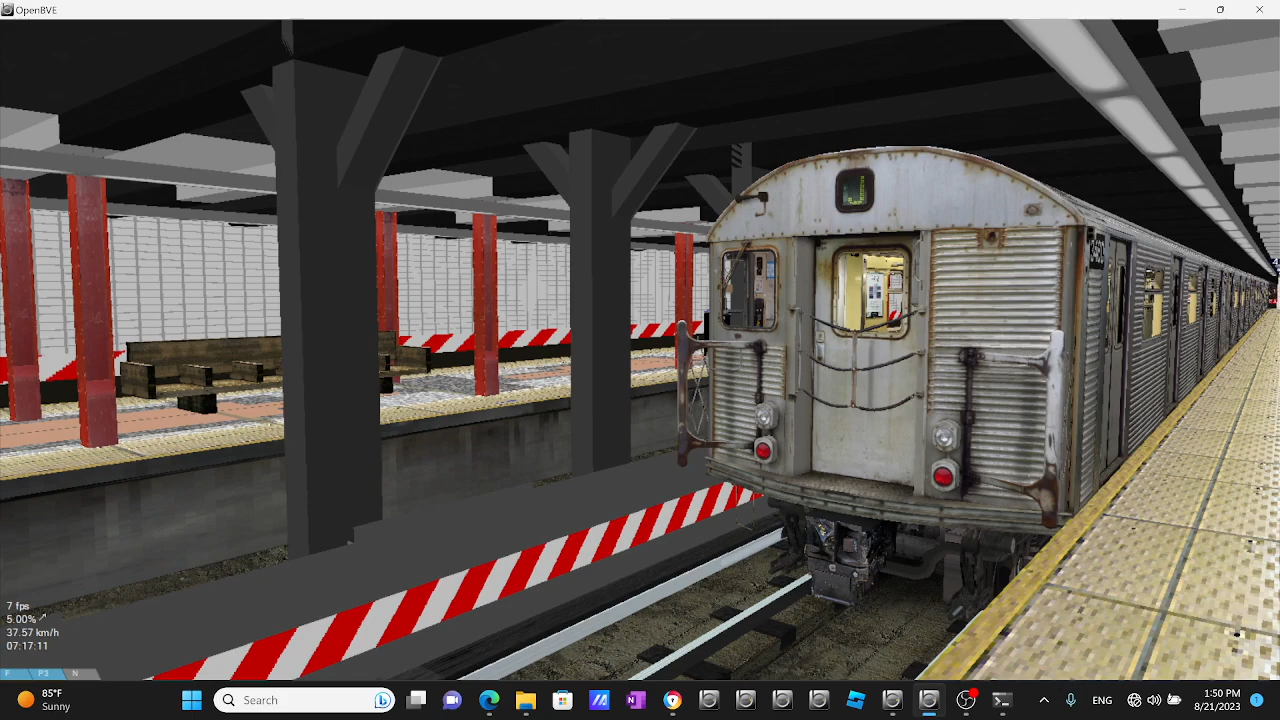 OpenBVE
7 fps
5.00%
37.57 km/h
07:17:11
F P3 N
85°F
Sunny
Search
ENG
1:50 PM
8/21/2023